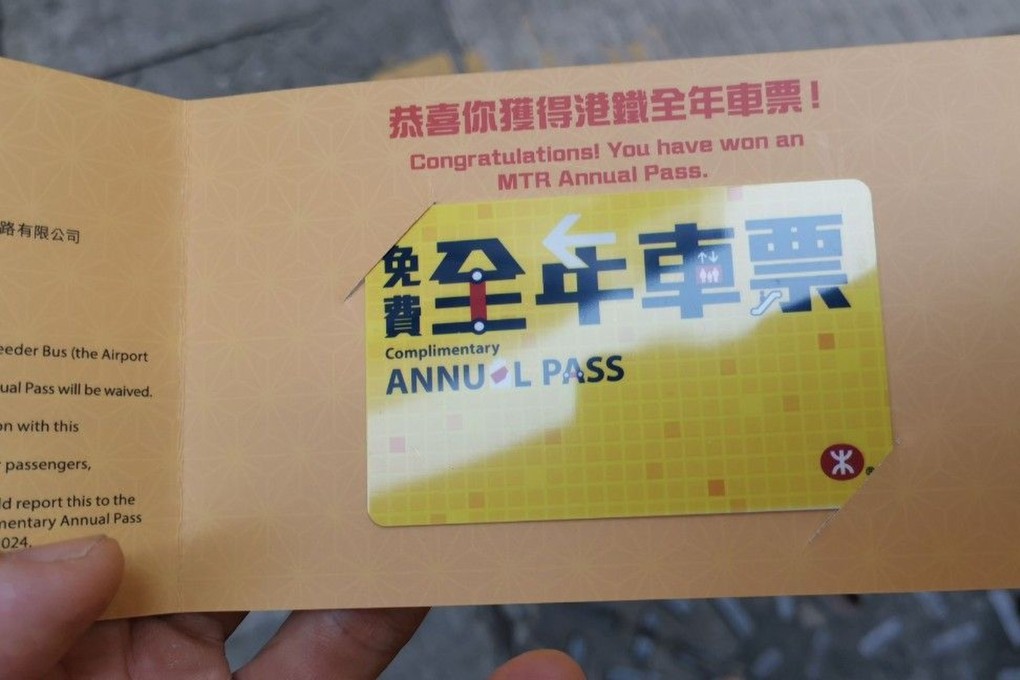 路有限公司
eeder Bus (the Airport
ual Pass will be waived.
on with this
passengers,
ld report this to the
mentary Annual Pass
024.
恭喜你獲得港鐵全年車票！
Congratulations! You have won an
MTR Annual Pass.
免費全年車票
Complimentary
ANNUAL PASS